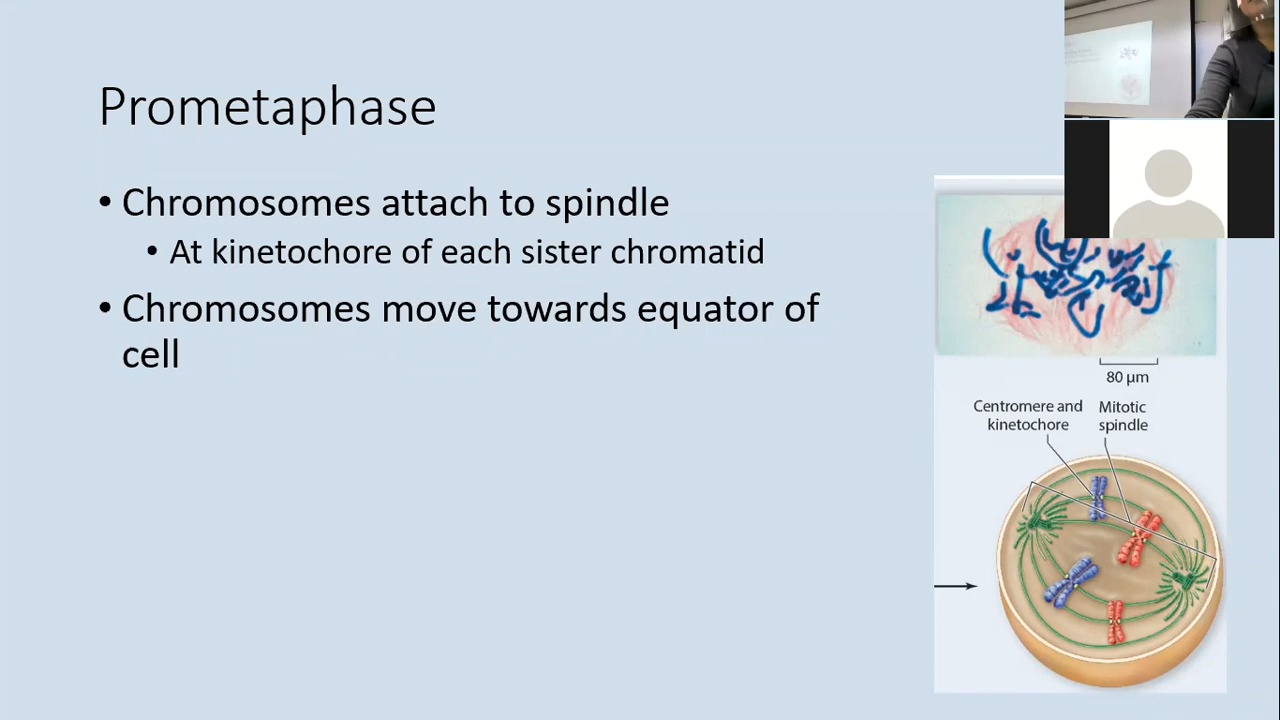 Prometaphase
• Chromosomes attach to spindle
• At kinetochore of each sister chromatid
• Chromosomes move towards equator of
cell
80 µm
Centromere and
kinetochore
Mitotic
spindle